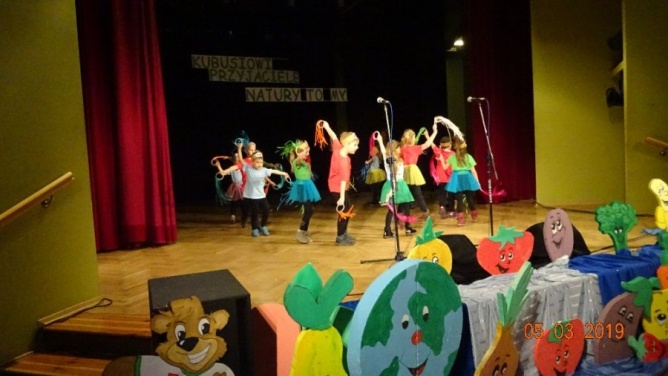 KUBUSIOWI
PRZYJACIELE
NATURY TO MY
05 03 2019